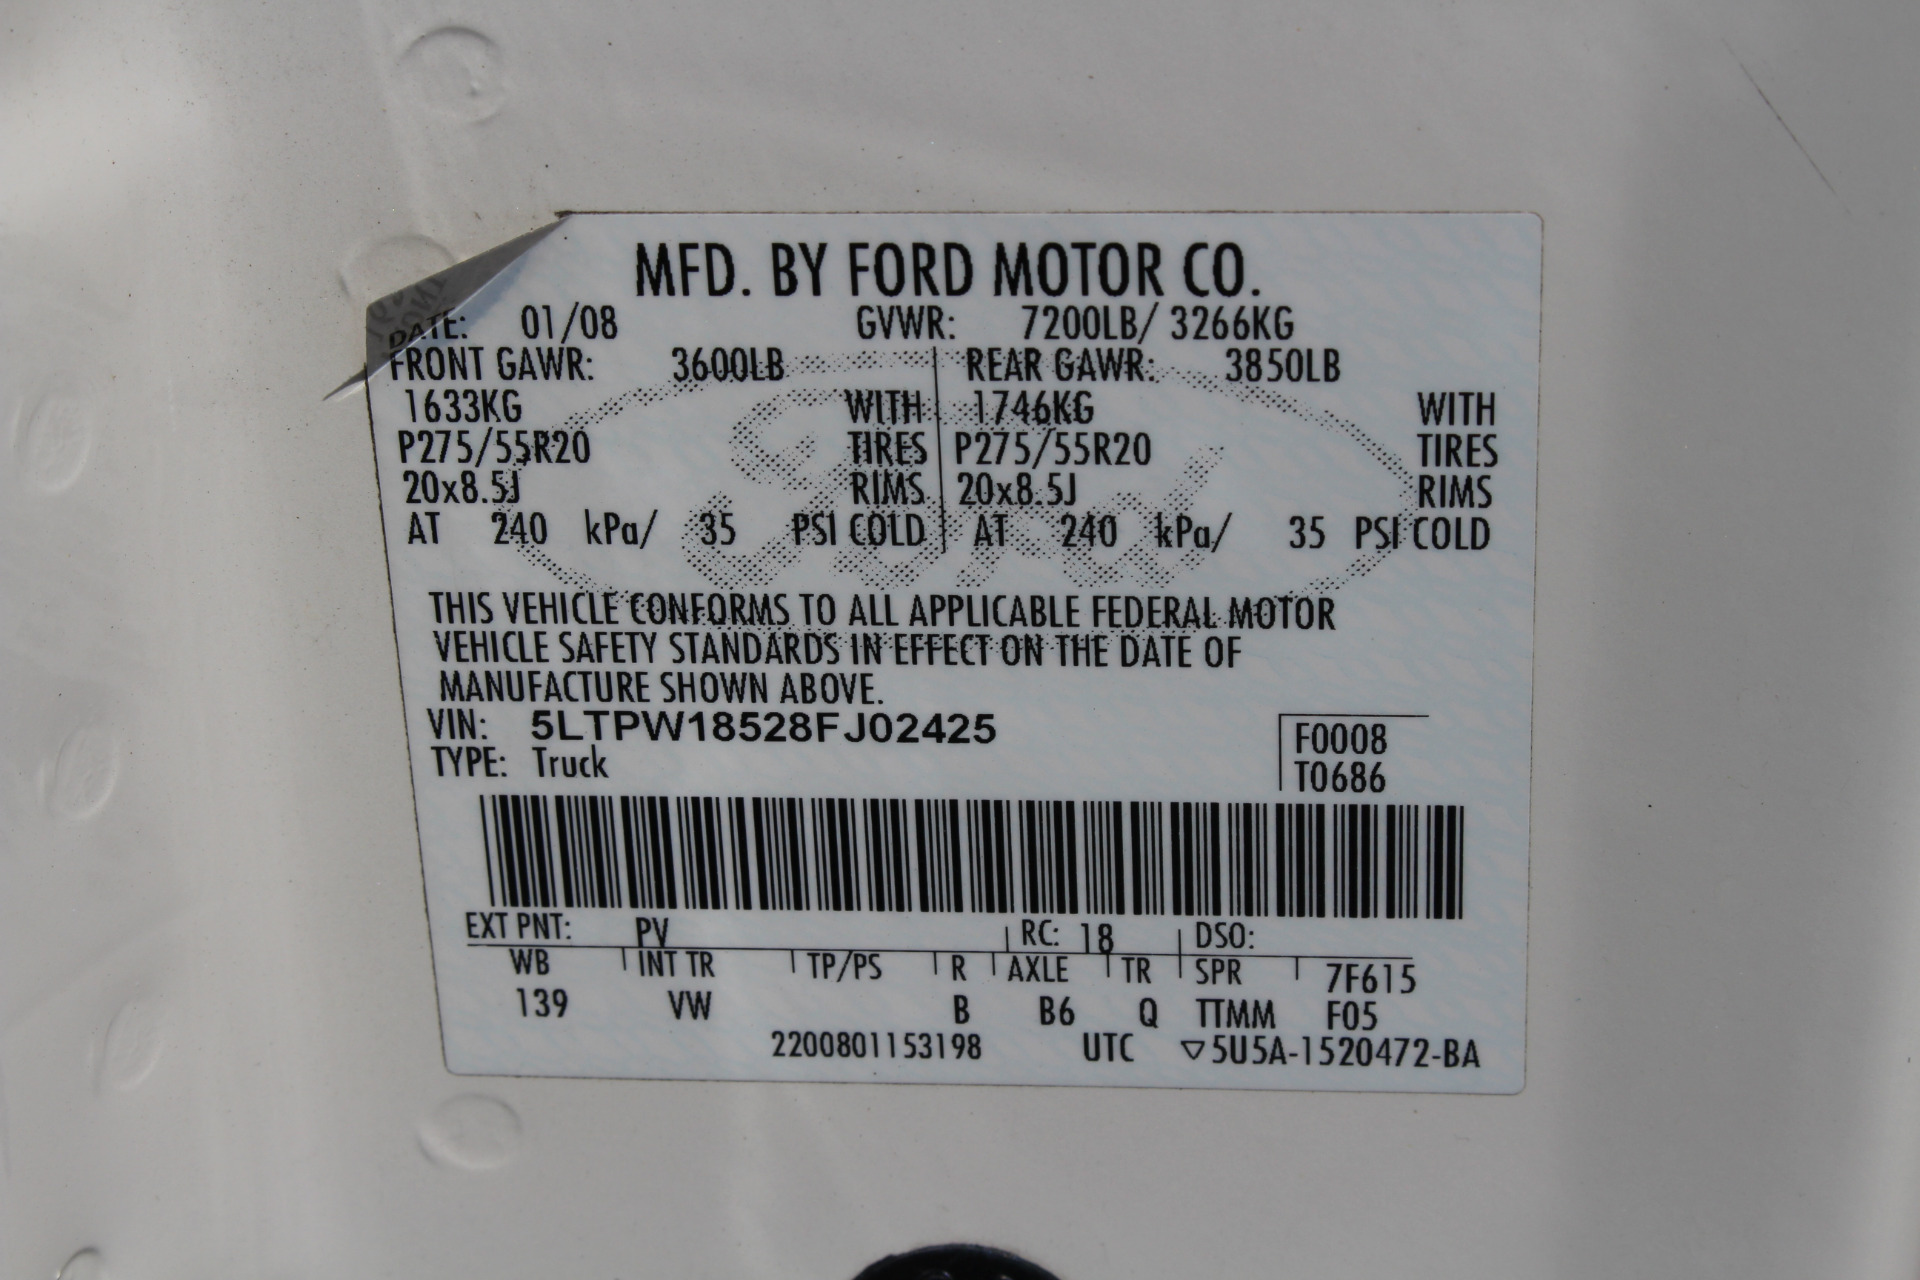 MFD. BY FORD MOTOR CO.
DATE: 01/08 GVWR: 7200LB/ 3266KG
FRONT GAWR: 3600LB REAR GAWR: 3850LB
1633KG WITH 1746KG WITH
P275/55R20 TIRES P275/55R20 TIRES
20x8.5J RIMS 20x8.5J RIMS
AT 240 kPa/ 35 PSI COLD AT 240 kPa/ 35 PSI COLD
Ford
THIS VEHICLE CONFORMS TO ALL APPLICABLE FEDERAL MOTOR
VEHICLE SAFETY STANDARDS IN EFFECT ON THE DATE OF
MANUFACTURE SHOWN ABOVE.
VIN: 5LTPW18528FJ02425 F0008
TYPE: Truck T0686
EXT PNT: PV RC: 18 DSO:
WB INT TR TP/PS R AXLE TR SPR 7F615
139 VW B B6 Q TTMM F05
2200801153198 UTC ▽5U5A-1520472-BA